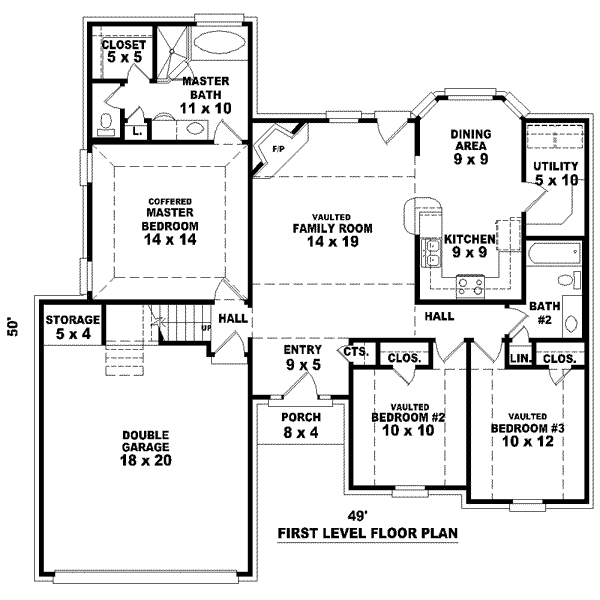 CLOSET
5 x 5
MASTER
BATH
11 x 10
L.
F/P
DINING
AREA
9 x 9
UTILITY
5 x 10
COFFERED
MASTER
BEDROOM
14 x 14
VAULTED
FAMILY ROOM
14 x 19
KITCHEN
9 x 9
BATH
#2
50'
STORAGE
5 x 4
UP
HALL
HALL
ENTRY
9 x 5
CTS.
CLOS.
LIN.
CLOS.
PORCH
8 x 4
VAULTED
BEDROOM #2
10 x 10
VAULTED
BEDROOM #3
10 x 12
DOUBLE
GARAGE
18 x 20
49'
FIRST LEVEL FLOOR PLAN